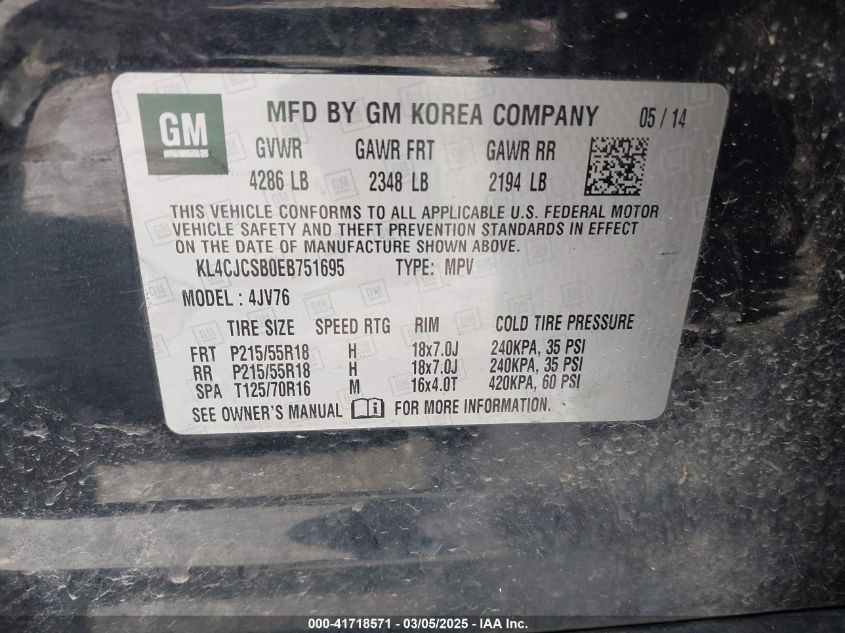 GM
MFD BY GM KOREA COMPANY 05 / 14
GVWR GAWR FRT GAWR RR
4286 LB 2348 LB 2194 LB
THIS VEHICLE CONFORMS TO ALL APPLICABLE U.S. FEDERAL MOTOR
VEHICLE SAFETY AND THEFT PREVENTION STANDARDS IN EFFECT
ON THE DATE OF MANUFACTURE SHOWN ABOVE.
KL4CJCSB0EB751695 TYPE: MPV
MODEL : 4JV76
TIRE SIZE SPEED RTG RIM COLD TIRE PRESSURE
FRT P215/55R18 H 18x7.0J 240KPA, 35 PSI
RR P215/55R18 H 18x7.0J 240KPA, 35 PSI
SPA T125/70R16 M 16x4.0T 420KPA, 60 PSI
SEE OWNER'S MANUAL FOR MORE INFORMATION.
000-41718571 - 03/05/2025 - IAA Inc.